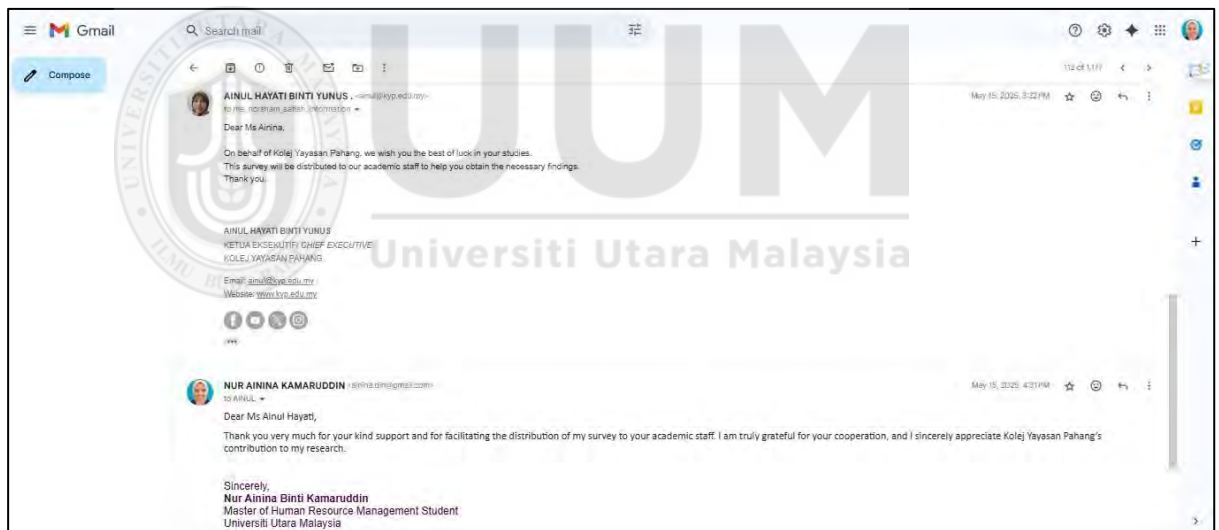 Gmail
Search mail
Compose
AINUL HAYATI BINTI YUNUS .
May 15, 2025, 3:22 PM
Dear Ms Ainina,
On behalf of Kolej Yayasan Pahang, we wish you the best of luck in your studies.
This survey will be distributed to our academic staff to help you obtain the necessary findings.
Thank you.
AINUL HAYATI BINTI YUNUS
KETUA EKSEKUTIF/ CHIEF EXECUTIVE
KOLEJ YAYASAN PAHANG
Email: ainul@kyp.edu.my
Website: www.kyp.edu.my
NUR AININA KAMARUDDIN
May 15, 2025, 4:31 PM
to AINUL
Dear Ms Ainul Hayati,
Thank you very much for your kind support and for facilitating the distribution of my survey to your academic staff. I am truly grateful for your cooperation, and I sincerely appreciate Kolej Yayasan Pahang's
contribution to my research.
Sincerely,
Nur Ainina Binti Kamaruddin
Master of Human Resource Management Student
Universiti Utara Malaysia
UUM
Universiti Utara Malaysia